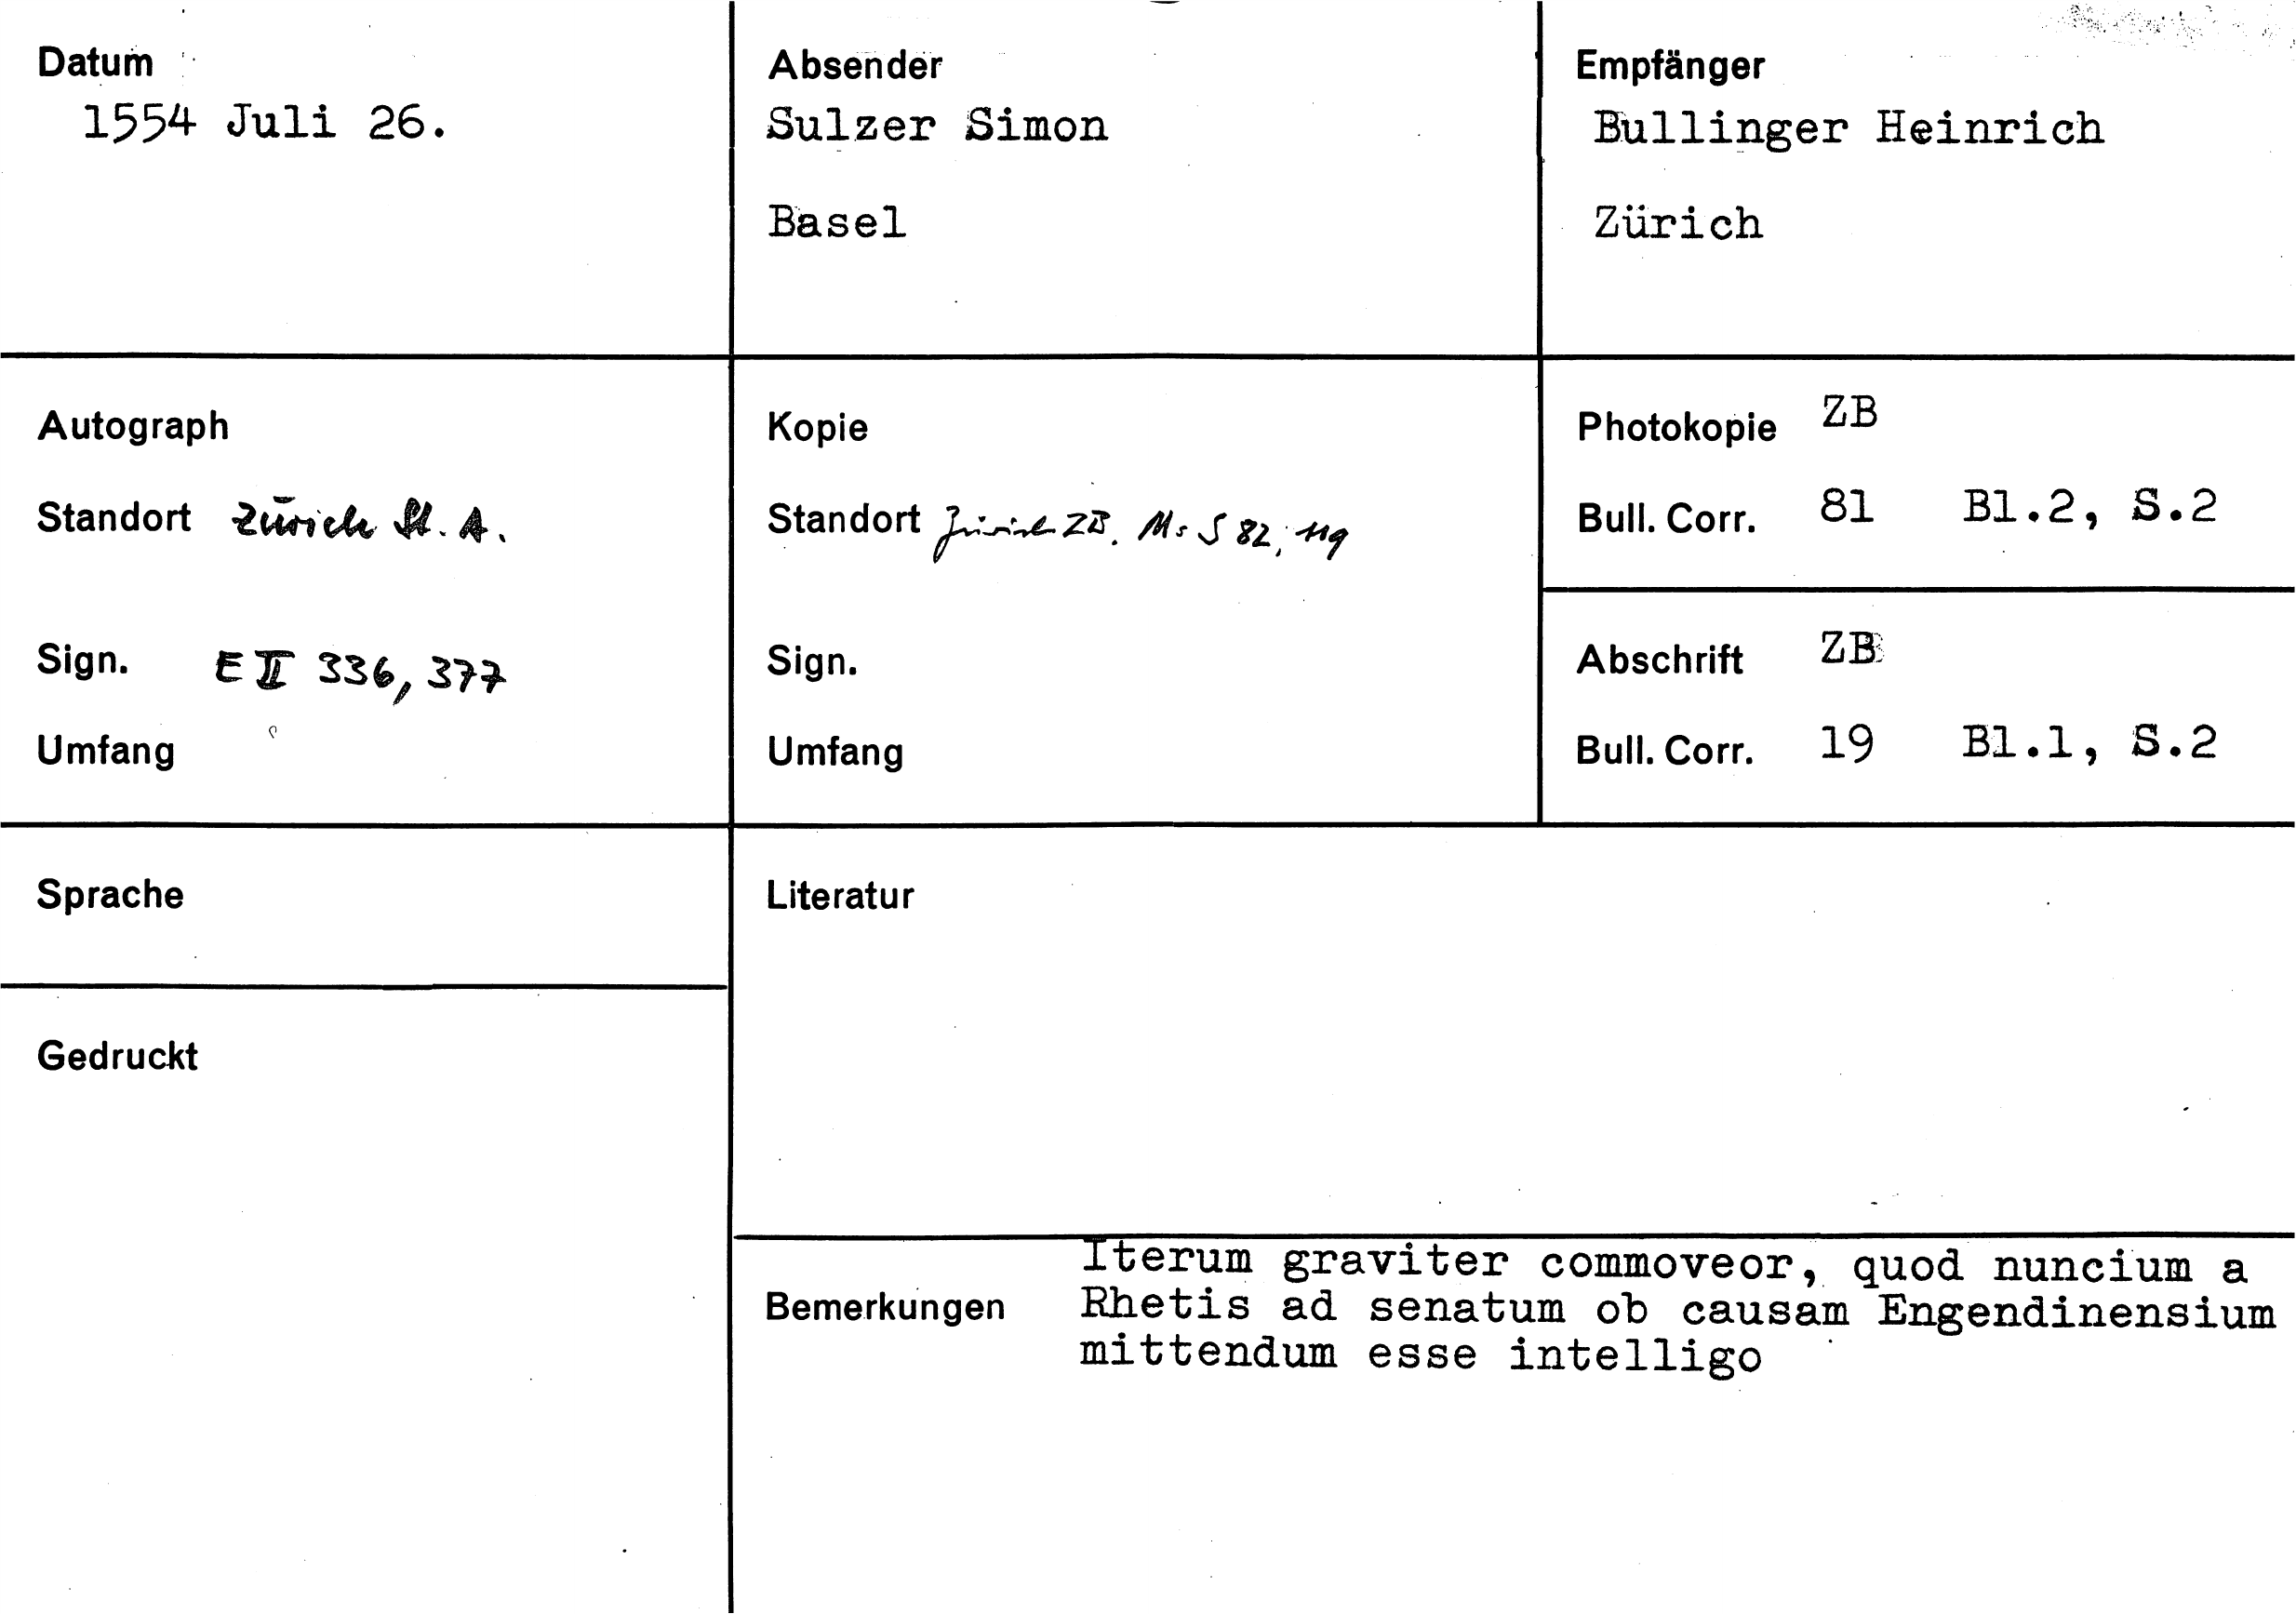 Datum
1554 Juli 26.
Absender
Sulzer Simon
Basel
Empfänger
Bullinger Heinrich
Zürich
Autograph
Standort Zürich St. A.
Sign. E II 336, 377
Umfang
Kopie
Standort Zürich ZB. Ms S 82, 119
Sign.
Umfang
Photokopie ZB
Bull. Corr. 81 Bl.2, S.2
Abschrift ZB
Bull. Corr. 19 Bl.1, S.2
Sprache
Gedruckt
Literatur
Bemerkungen
Iterum graviter commoveor, quod nuncium a
Rhetis ad senatum ob causam Engendinensium
mittendum esse intelligo